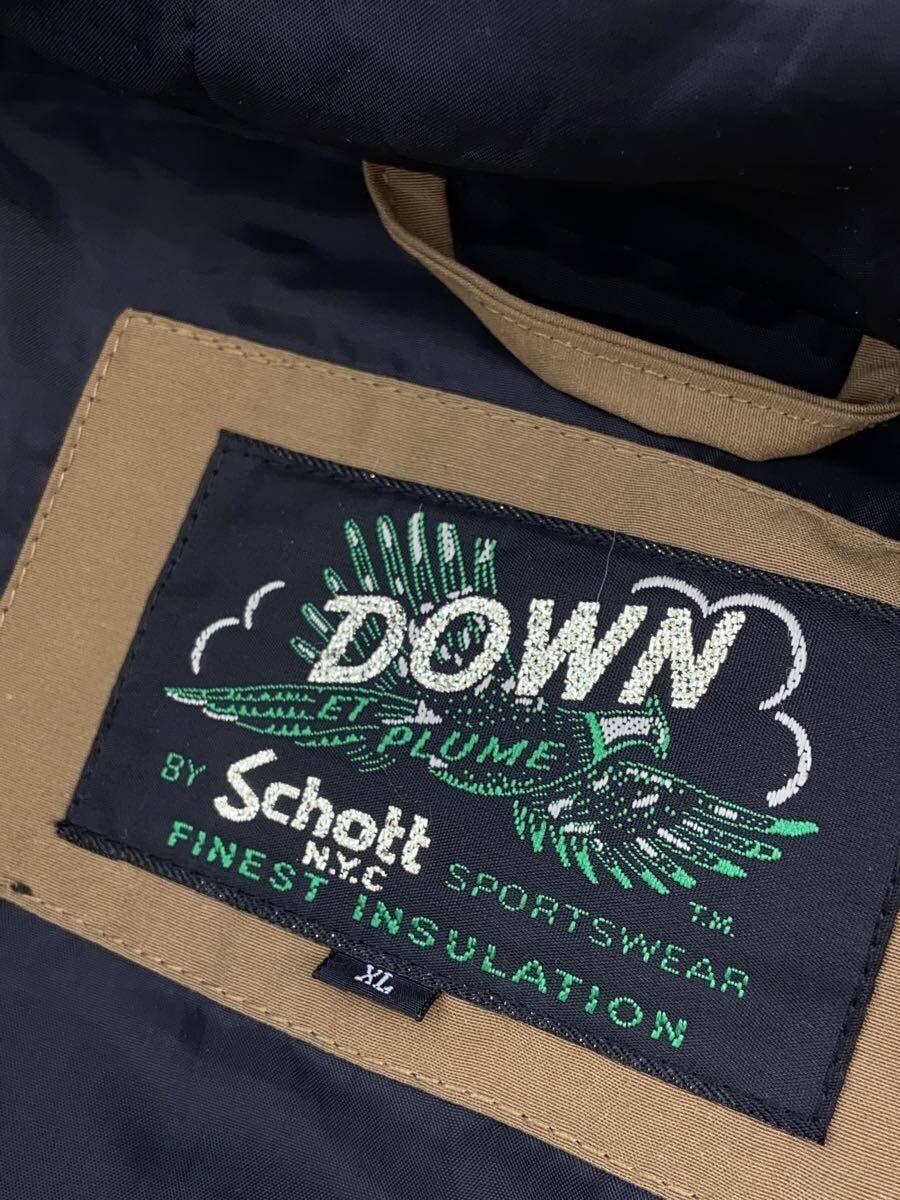 DOWN
ET PLUME
BY Schott
N.Y.C SPORTSWEAR TM
FINEST INSULATION
XL